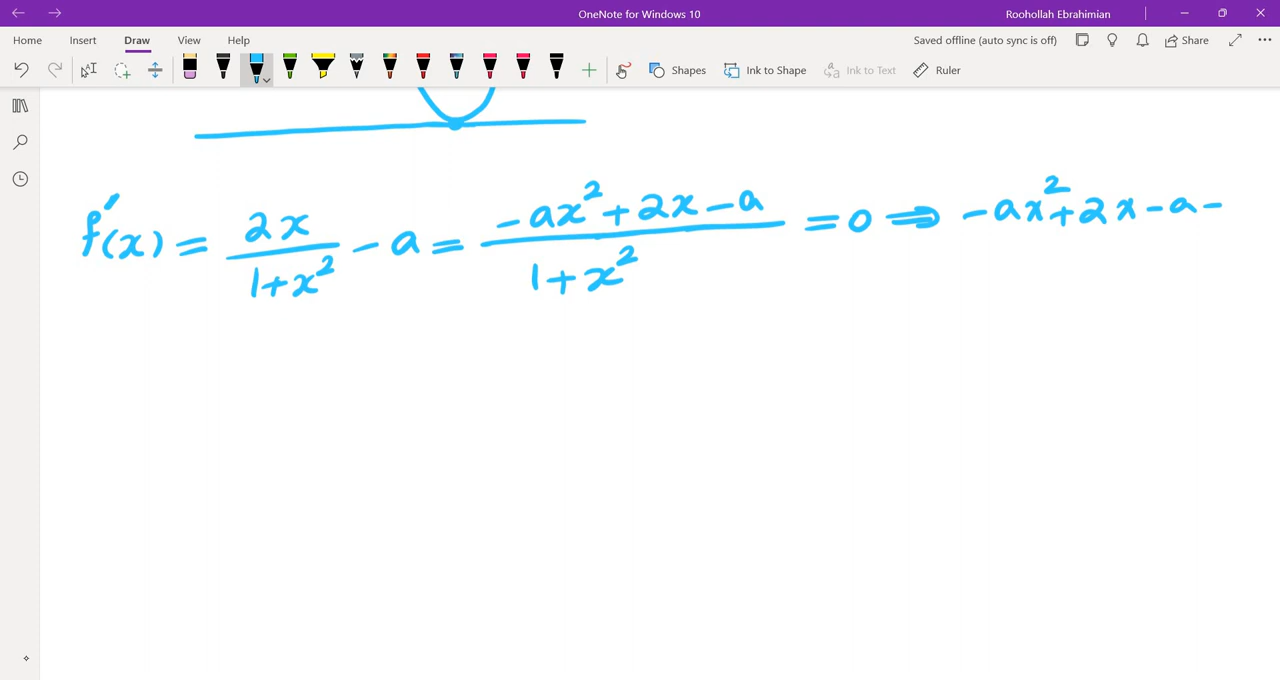 OneNote for Windows 10
Roohollah Ebrahimian
Home Insert Draw View Help
Saved offline (auto sync is off)
Share
Shapes
Ink to Shape
Ink to Text
Ruler
f'(x) = 2x/(1+x²) - a = (-ax²+2x-a)/(1+x²) = 0 ⇒ -ax²+2x-a-